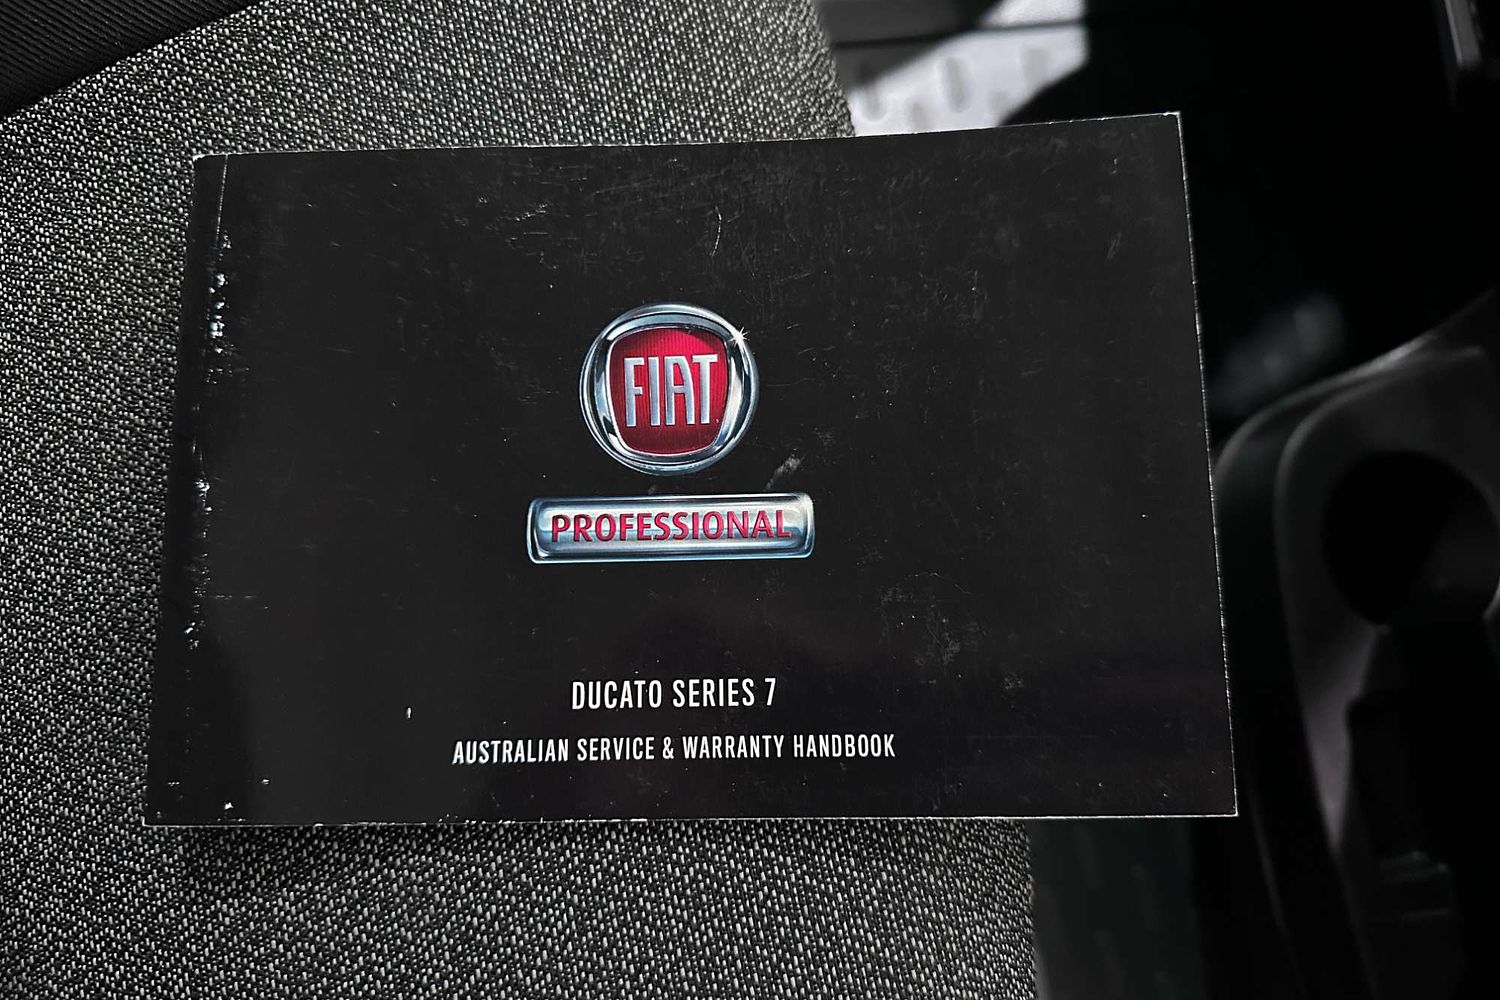 FIAT
PROFESSIONAL
DUCATO SERIES 7
AUSTRALIAN SERVICE & WARRANTY HANDBOOK